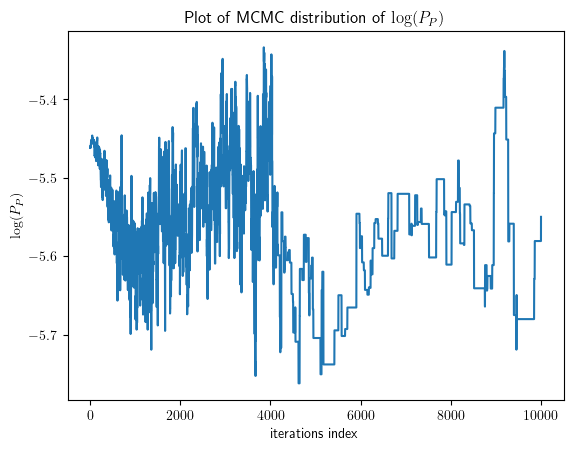 Plot of MCMC distribution of log(P_P)
log(P_P)
−5.4
−5.5
−5.6
−5.7
0 2000 4000 6000 8000 10000
iterations index